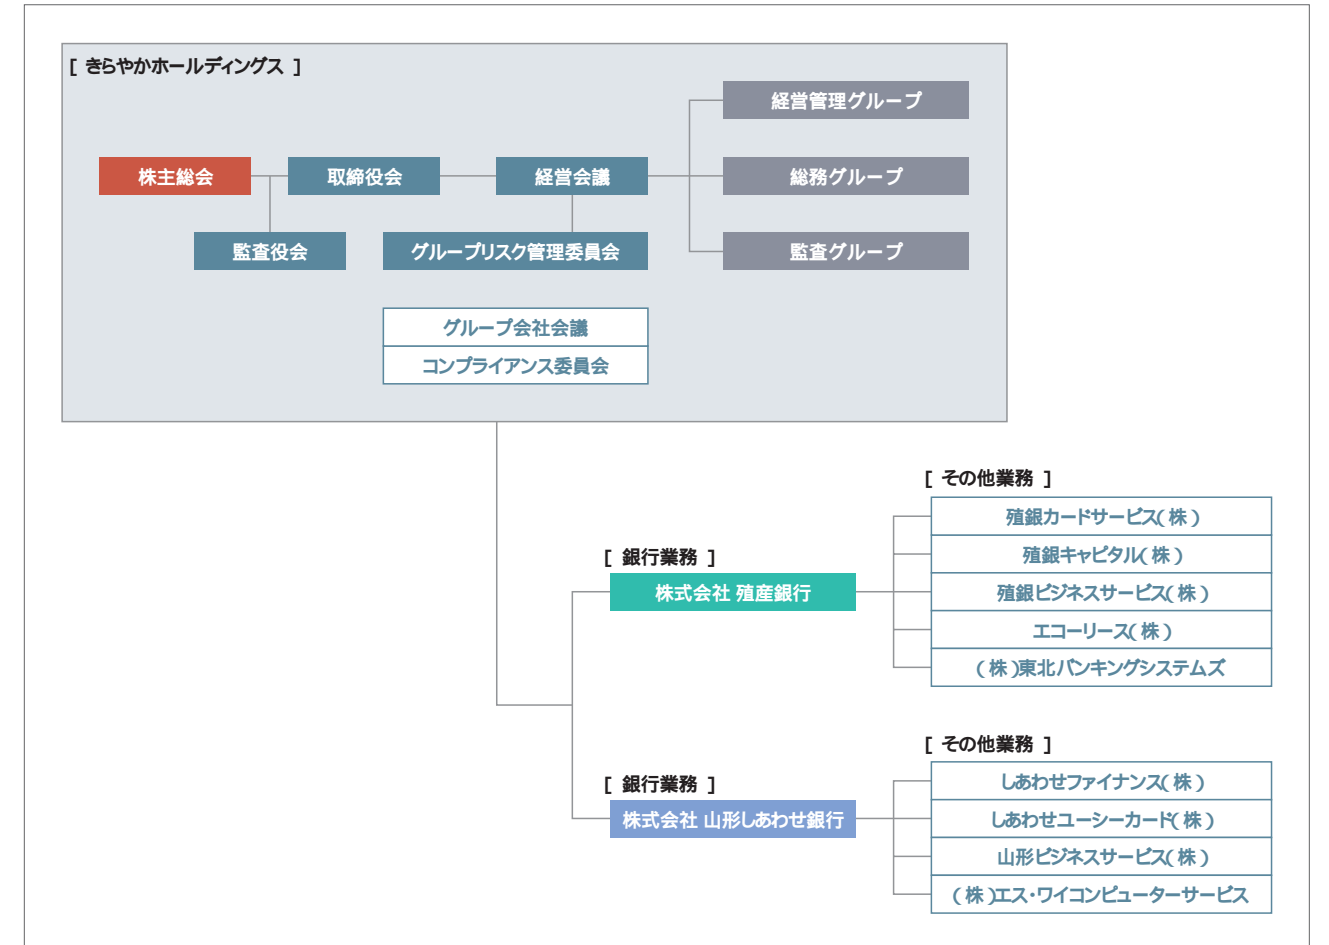 [ きらやかホールディングス ]
経営管理グループ
株主総会
取締役会
経営会議
総務グループ
監査役会
グループリスク管理委員会
監査グループ
グループ会社会議
コンプライアンス委員会
[ その他業務 ]
殖銀カードサービス(株)
殖銀キャピタル(株)
[ 銀行業務 ]
株式会社 殖産銀行
殖銀ビジネスサービス(株)
エコーリース(株)
(株)東北バンキングシステムズ
[ その他業務 ]
しあわせファイナンス(株)
[ 銀行業務 ]
株式会社 山形しあわせ銀行
しあわせユーシーカード(株)
山形ビジネスサービス(株)
(株)エス・ワイコンピューターサービス